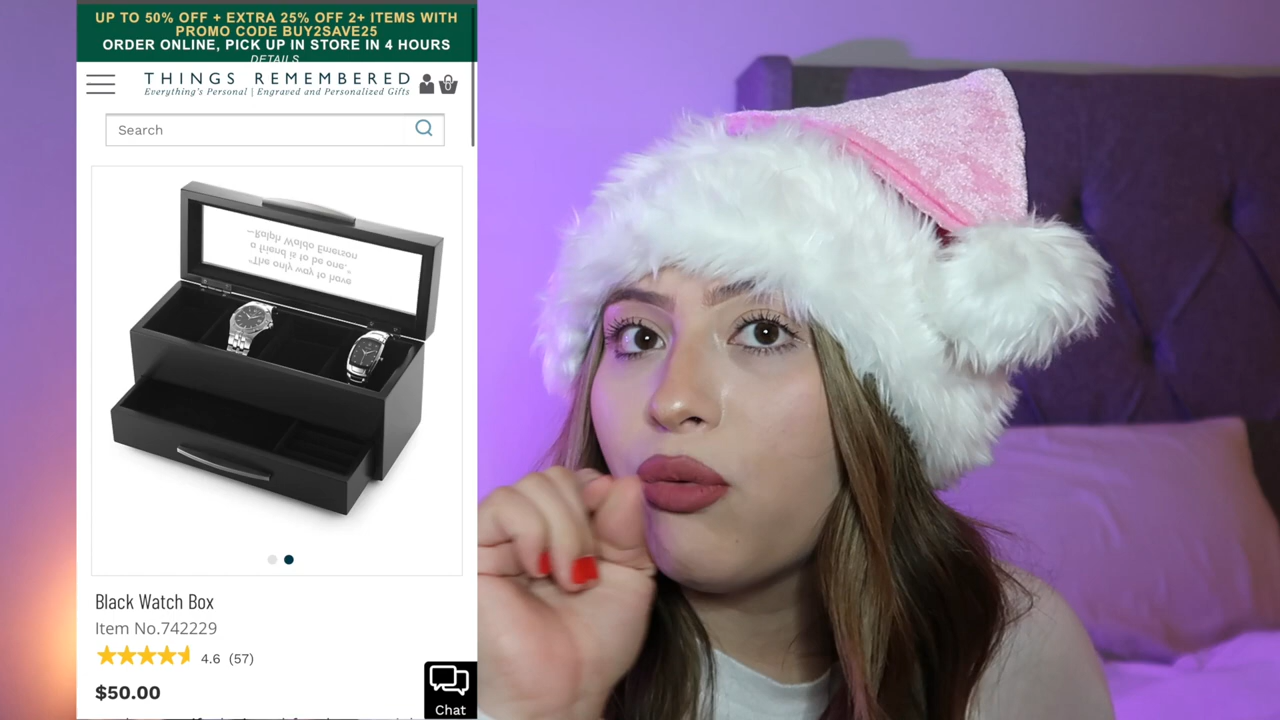 UP TO 50% OFF + EXTRA 25% OFF 2+ ITEMS WITH
PROMO CODE BUY2SAVE25
ORDER ONLINE, PICK UP IN STORE IN 4 HOURS
DETAILS
THINGS REMEMBERED
Everything's Personal | Engraved and Personalized Gifts
0
Search
"The only way to have
a friend is to be one."
~Ralph Waldo Emerson
Black Watch Box
Item No.742229
4.6 (57)
$50.00
Chat